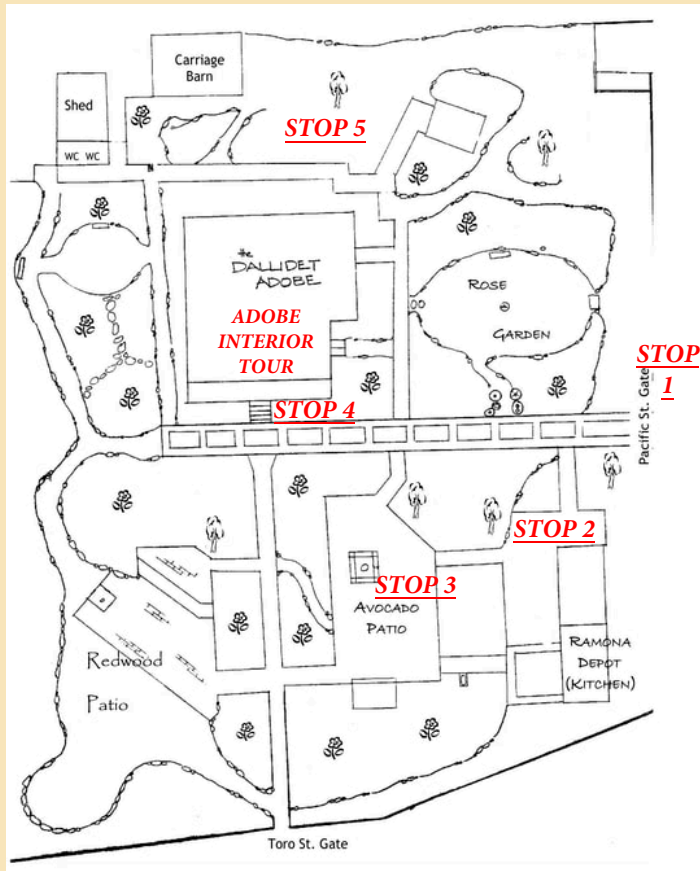 Carriage
Barn
Shed
WC WC
STOP 5
the
DALLIDET
ADOBE
ADOBE
INTERIOR
TOUR
ROSE
GARDEN
STOP
1
Pacific St. Gate
STOP 4
STOP 2
STOP 3
AVOCADO
PATIO
RAMONA
DEPOT
(KITCHEN)
Redwood
Patio
Toro St. Gate